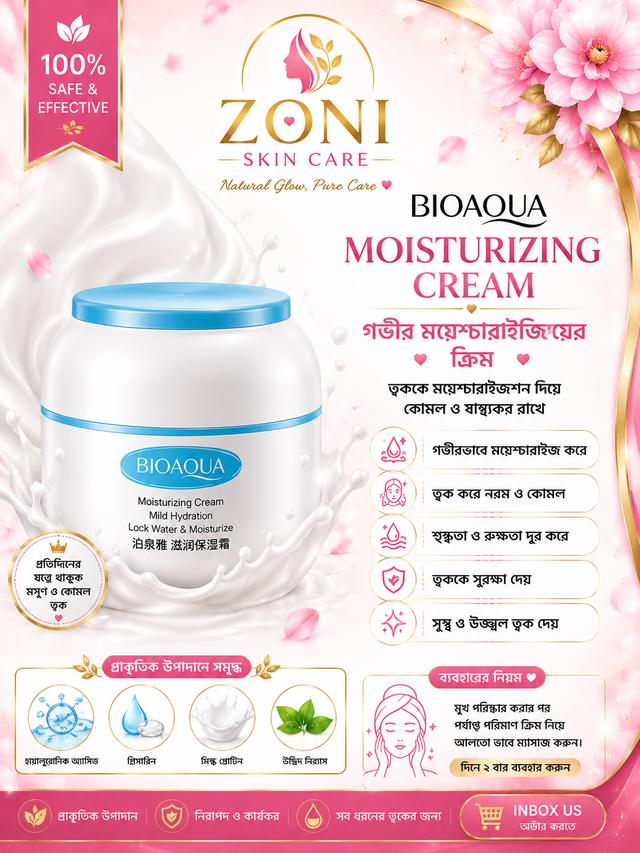 100%
SAFE &
EFFECTIVE
ZONI
SKIN CARE
Natural Glow, Pure Care
BIOAQUA
MOISTURIZING
CREAM
গভীর ময়েশ্চারাইজিংয়ের
ক্রিম
ত্বককে ময়েশ্চারাইজেশন দিয়ে
কোমল ও স্বাস্থ্যকর রাখে
গভীরভাবে ময়েশ্চারাইজ করে
ত্বক করে নরম ও কোমল
শুষ্কতা ও রুক্ষতা দূর করে
ত্বককে সুরক্ষা দেয়
সুস্থ ও উজ্জ্বল ত্বক দেয়
BIOAQUA
Moisturizing Cream
Mild Hydration
Lock Water & Moisturize
泊泉雅 滋润保湿霜
প্রতিদিনের
যত্নে থাকুক
মসৃণ ও কোমল
ত্বক
প্রাকৃতিক উপাদানে সমৃদ্ধ
হায়ালুরোনিক অ্যাসিড
গ্লিসারিন
মিল্ক প্রোটিন
উদ্ভিদ নির্যাস
ব্যবহারের নিয়ম
মুখ পরিষ্কার করার পর
পর্যাপ্ত পরিমাণ ক্রিম নিয়ে
আলতো ভাবে ম্যাসাজ করুন।
দিনে ২ বার ব্যবহার করুন
প্রাকৃতিক উপাদান
নিরাপদ ও কার্যকর
সব ধরনের ত্বকের জন্য
INBOX US
অর্ডার করতে